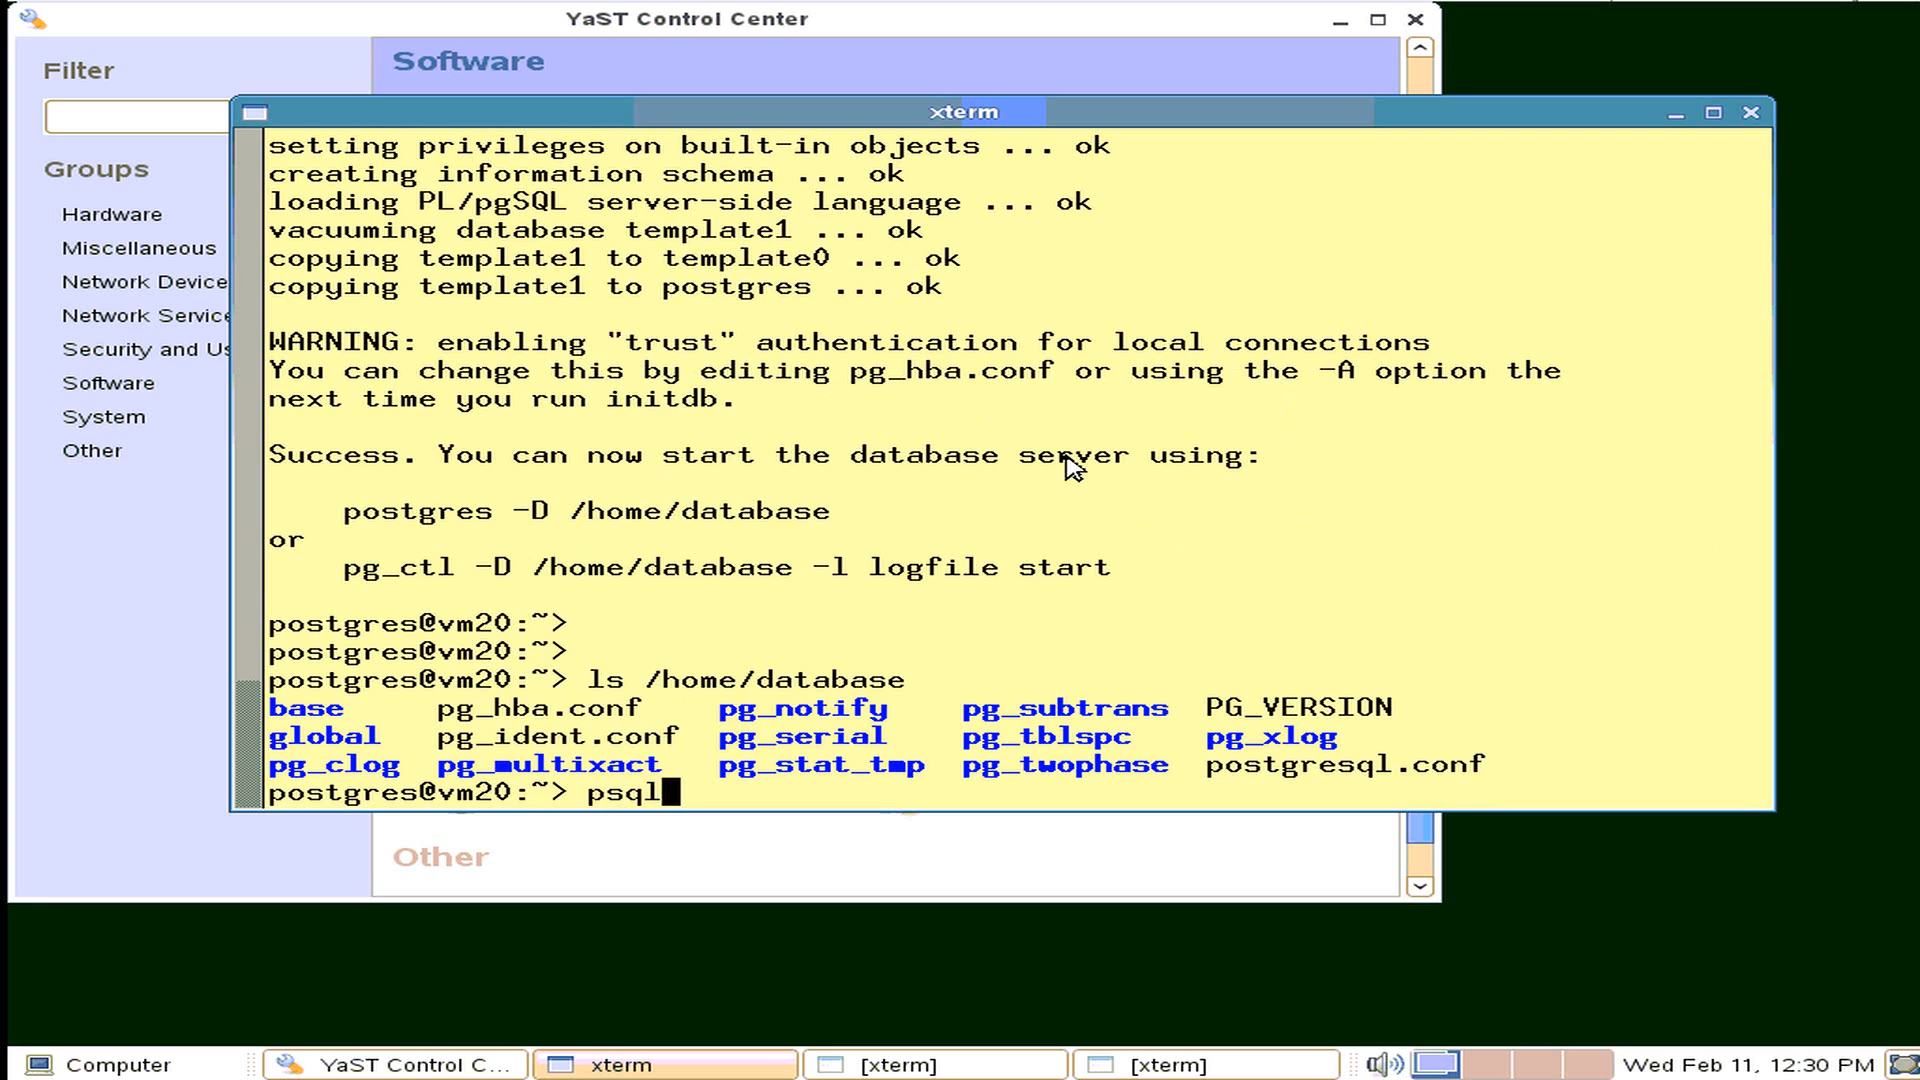 YaST Control Center
Filter
Software
Groups
Hardware
Miscellaneous
Network Device
Network Service
Security and Us
Software
System
Other
xterm
setting privileges on built-in objects ... ok
creating information schema ... ok
loading PL/pgSQL server-side language ... ok
vacuuming database template1 ... ok
copying template1 to template0 ... ok
copying template1 to postgres ... ok
WARNING: enabling "trust" authentication for local connections
You can change this by editing pg_hba.conf or using the -A option the
next time you run initdb.
Success. You can now start the database server using:
postgres -D /home/database
or
pg_ctl -D /home/database -l logfile start
postgres@vm20:~>
postgres@vm20:~>
postgres@vm20:~> ls /home/database
base pg_hba.conf pg_notify pg_subtrans PG_VERSION
global pg_ident.conf pg_serial pg_tblspc pg_xlog
pg_clog pg_multixact pg_stat_tmp pg_twophase postgresql.conf
postgres@vm20:~> psql
Other
Computer YaST Control C... xterm [xterm] [xterm] Wed Feb 11, 12:30 PM